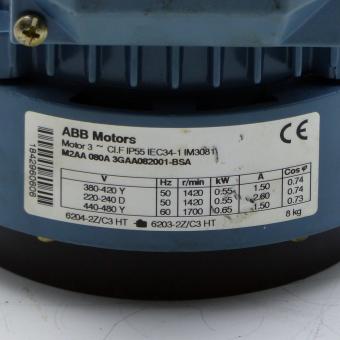 ABB Motors
CE
Motor 3 ~ Cl.F IP55 IEC34-1 IM3081
M2AA 080A 3GAA082001-BSA
V Hz r/min kW A Cos φ
380-420 Y 50 1420 0.55 1.50 0.74
220-240 D 50 1420 0.55 2.60 0.74
440-480 Y 60 1700 0.65 1.50 0.73
6204-2Z/C3 HT 6203-2Z/C3 HT 8 kg